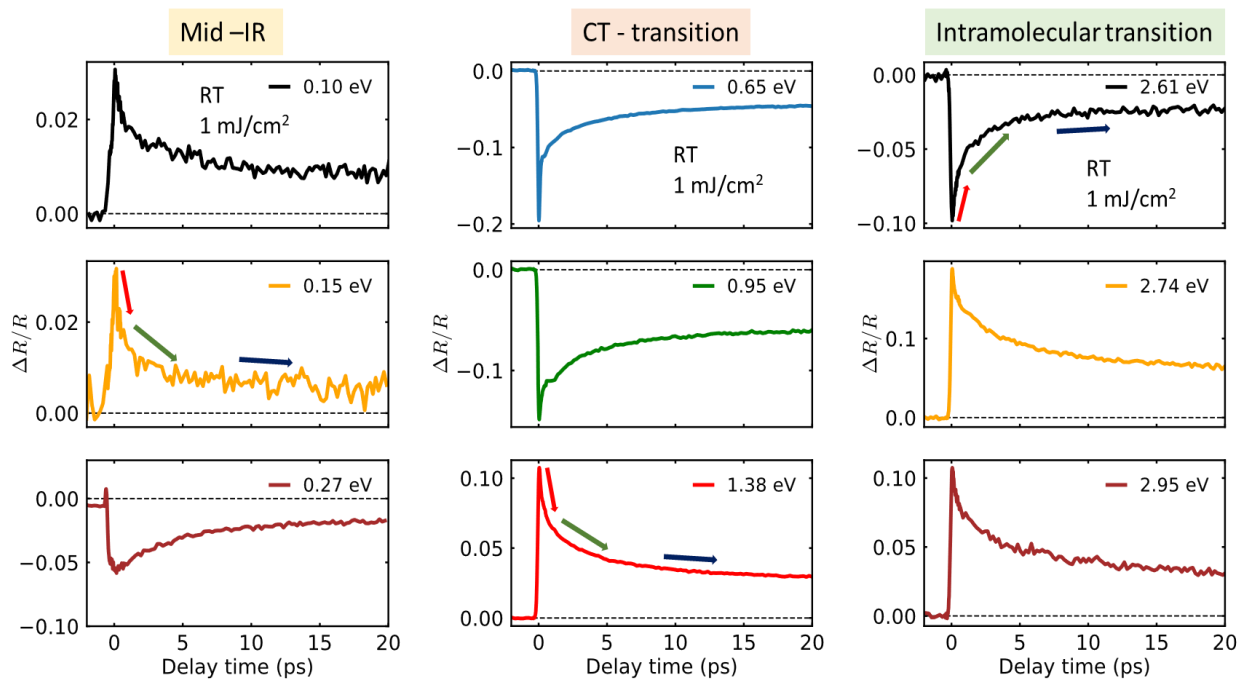 Mid –IR
CT - transition
Intramolecular transition
0.10 eV
RT
1 mJ/cm²
0.02
0.00
0.65 eV
RT
1 mJ/cm²
0.0
−0.1
−0.2
2.61 eV
RT
1 mJ/cm²
0.00
−0.05
−0.10
0.15 eV
ΔR/R
0.02
0.00
0.95 eV
ΔR/R
0.0
−0.1
2.74 eV
ΔR/R
0.1
0.0
0.27 eV
0.00
−0.05
−0.10
0 5 10 15 20
Delay time (ps)
1.38 eV
0.10
0.05
0.00
0 5 10 15 20
Delay time (ps)
2.95 eV
0.10
0.05
0.00
0 5 10 15 20
Delay time (ps)